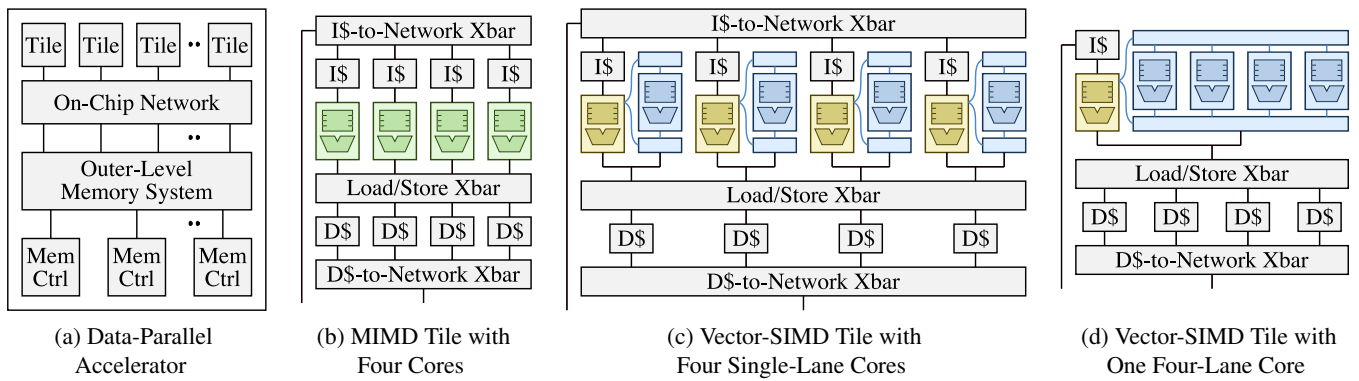 Tile Tile Tile •• Tile
On-Chip Network
••
Outer-Level
Memory System
••
Mem Ctrl
Mem Ctrl
Mem Ctrl
(a) Data-Parallel
Accelerator
I$-to-Network Xbar
I$ I$ I$ I$
Load/Store Xbar
D$ D$ D$ D$
D$-to-Network Xbar
(b) MIMD Tile with
Four Cores
I$-to-Network Xbar
I$ I$ I$ I$
Load/Store Xbar
D$ D$ D$ D$
D$-to-Network Xbar
(c) Vector-SIMD Tile with
Four Single-Lane Cores
I$
Load/Store Xbar
D$ D$ D$ D$
D$-to-Network Xbar
(d) Vector-SIMD Tile with
One Four-Lane Core